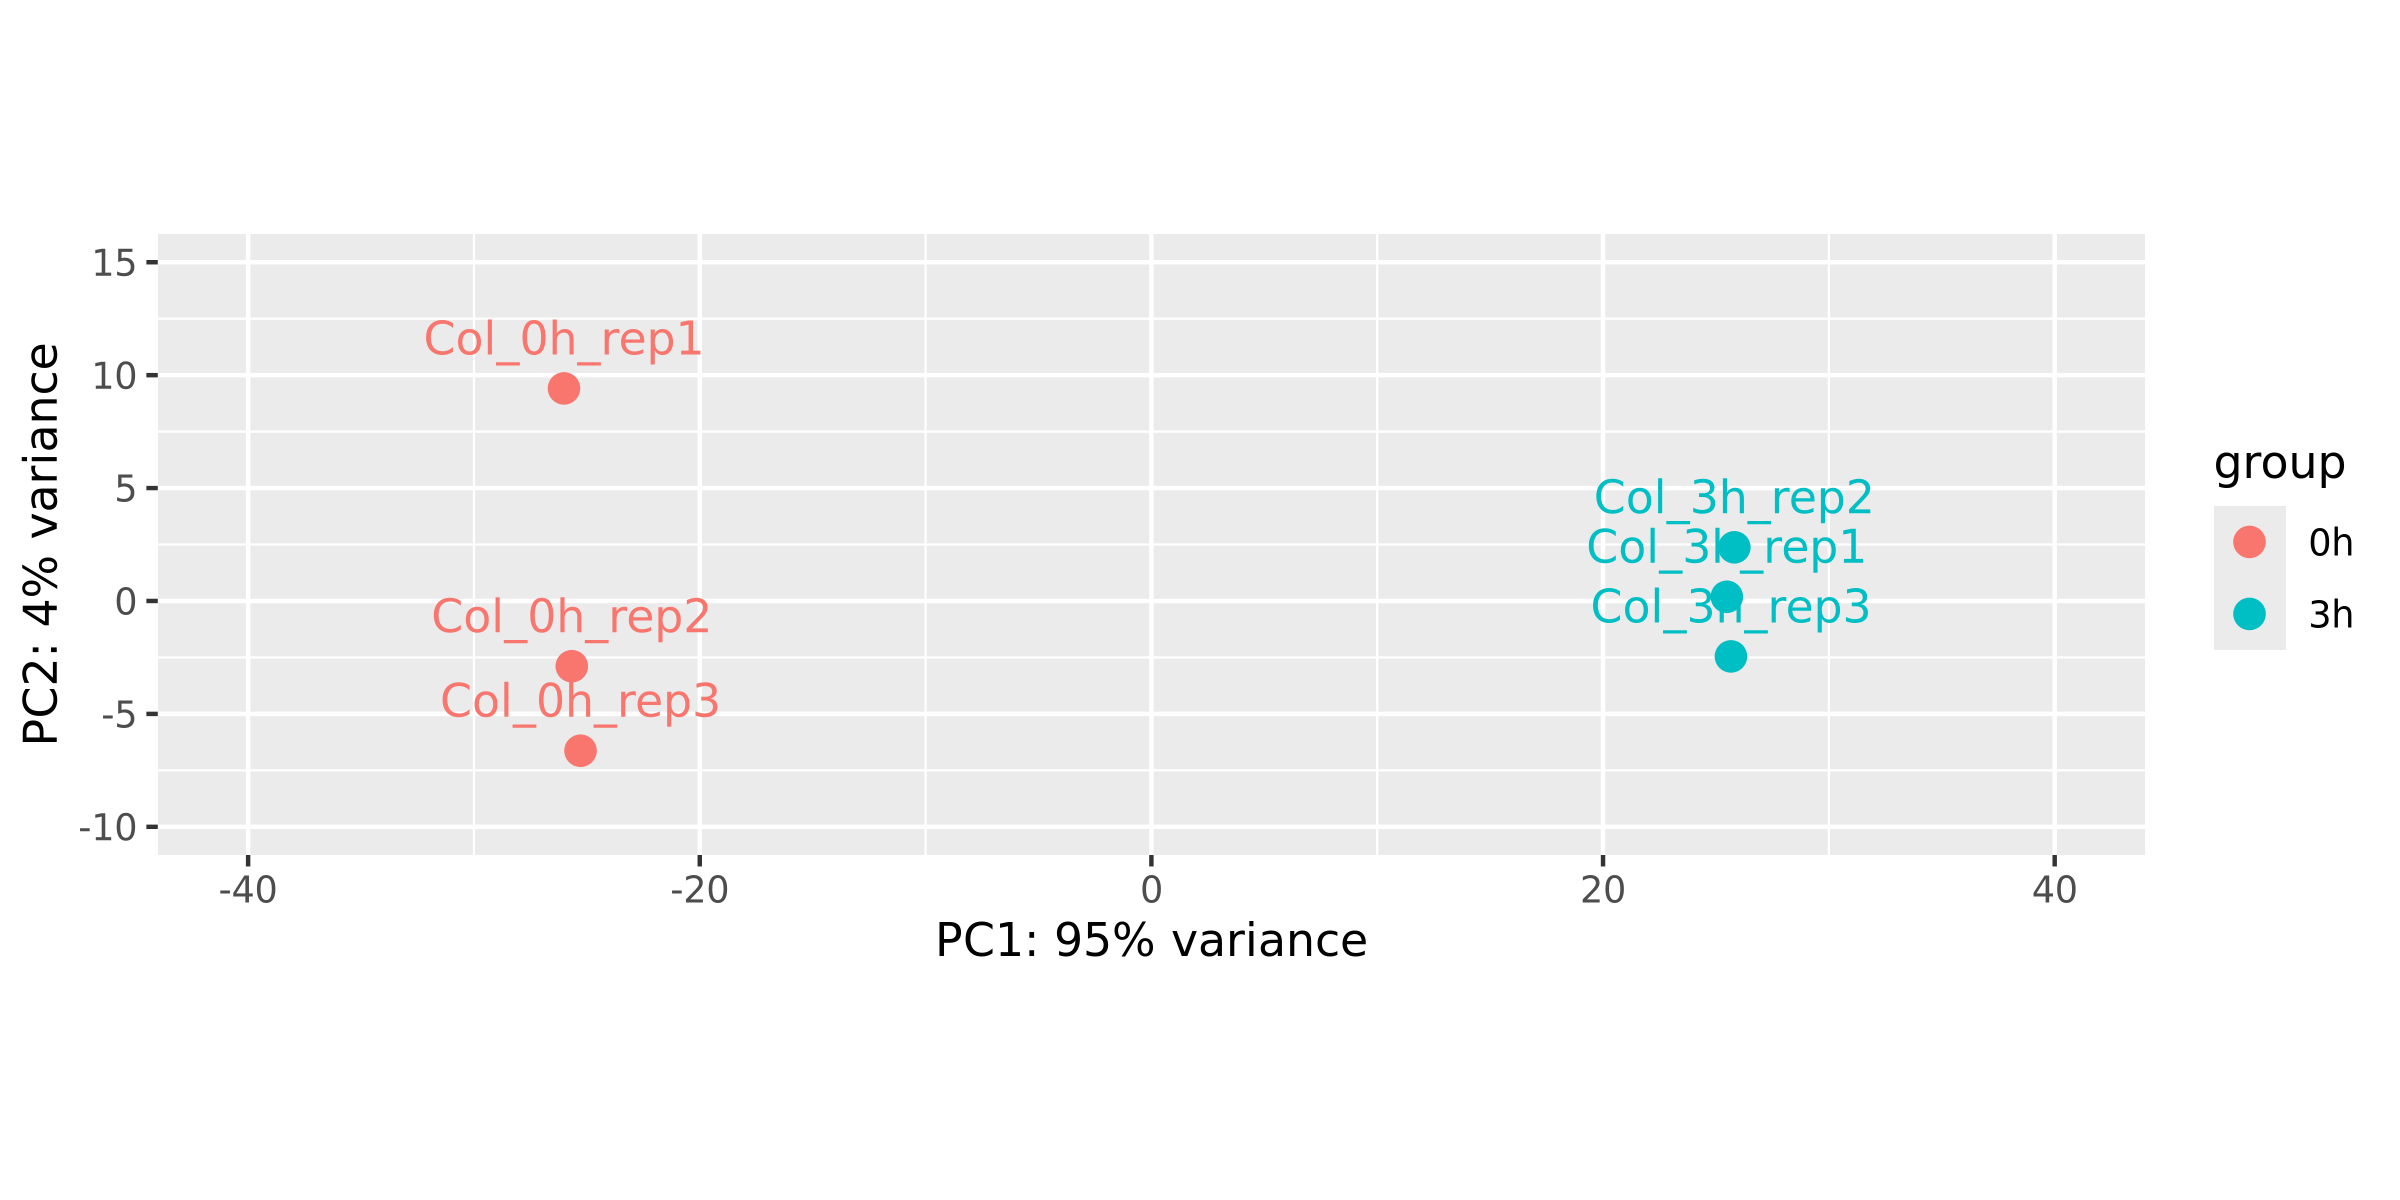 15
10
5
0
-5
-10
PC2: 4% variance
Col_0h_rep1
Col_0h_rep2
Col_0h_rep3
Col_3h_rep2
Col_3h_rep1
Col_3h_rep3
group
0h
3h
-40
-20
0
20
40
PC1: 95% variance